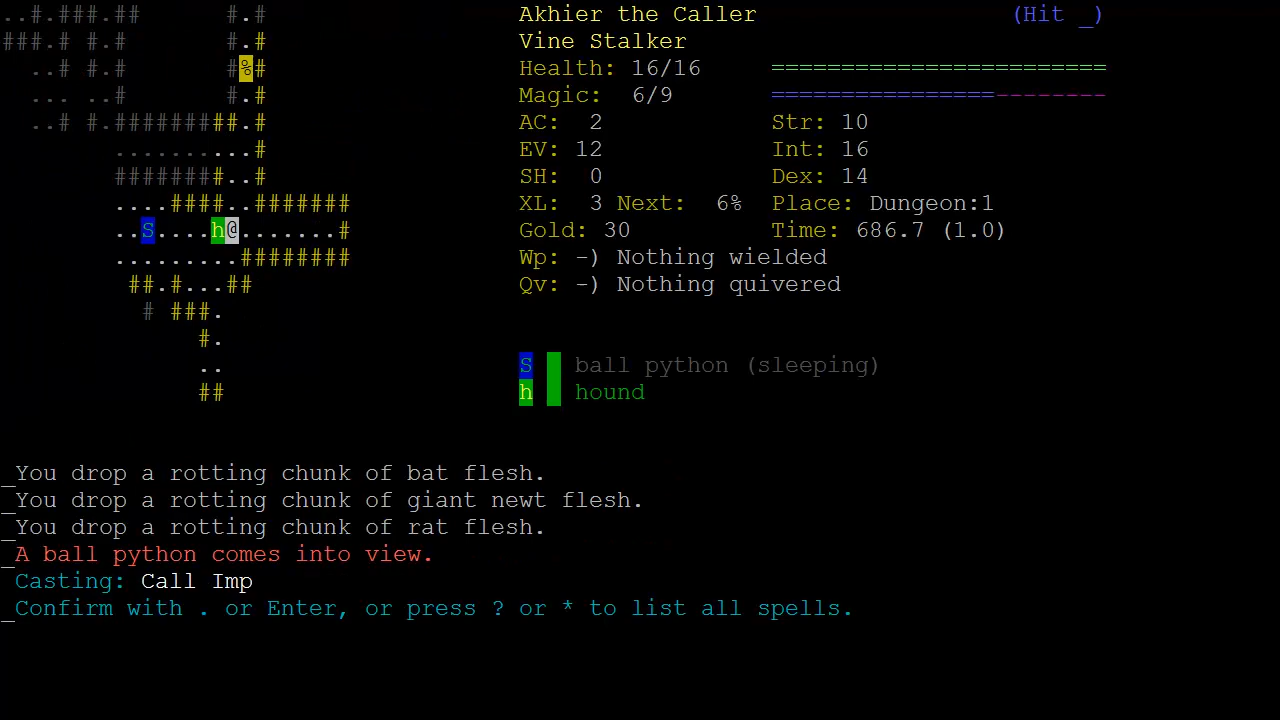 ..#.###.##      #.#
###.# #.#       #.#
  ..# #.#       #%#
  ... ..#       #.#
  ..# #.#########.#
        ..........#
        ########..#
        ....####..#######
        ..S....h@.......#
        .........########
         ##.#...##
          # ###.
              #.
              ..
              ##
Akhier the Caller (Hit _)
Vine Stalker
Health: 16/16 ========================
Magic:  6/9 ================--------
AC:  2 Str: 10
EV: 12 Int: 16
SH:  0 Dex: 14
XL:  3 Next:  6% Place: Dungeon:1
Gold: 30 Time: 686.7 (1.0)
Wp: -) Nothing wielded
Qv: -) Nothing quivered
S ball python (sleeping)
h hound
_You drop a rotting chunk of bat flesh.
_You drop a rotting chunk of giant newt flesh.
_You drop a rotting chunk of rat flesh.
_A ball python comes into view.
Casting: Call Imp
_Confirm with . or Enter, or press ? or * to list all spells.
_